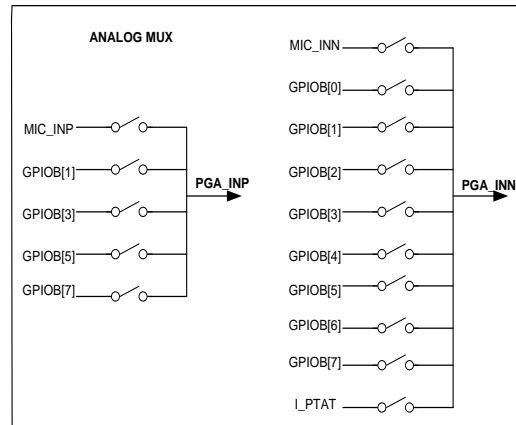 ANALOG MUX
MIC_INP
GPIOB[1]
GPIOB[3]
GPIOB[5]
GPIOB[7]
PGA_INP
MIC_INN
GPIOB[0]
GPIOB[1]
GPIOB[2]
GPIOB[3]
GPIOB[4]
GPIOB[5]
GPIOB[6]
GPIOB[7]
I_PTAT
PGA_INN